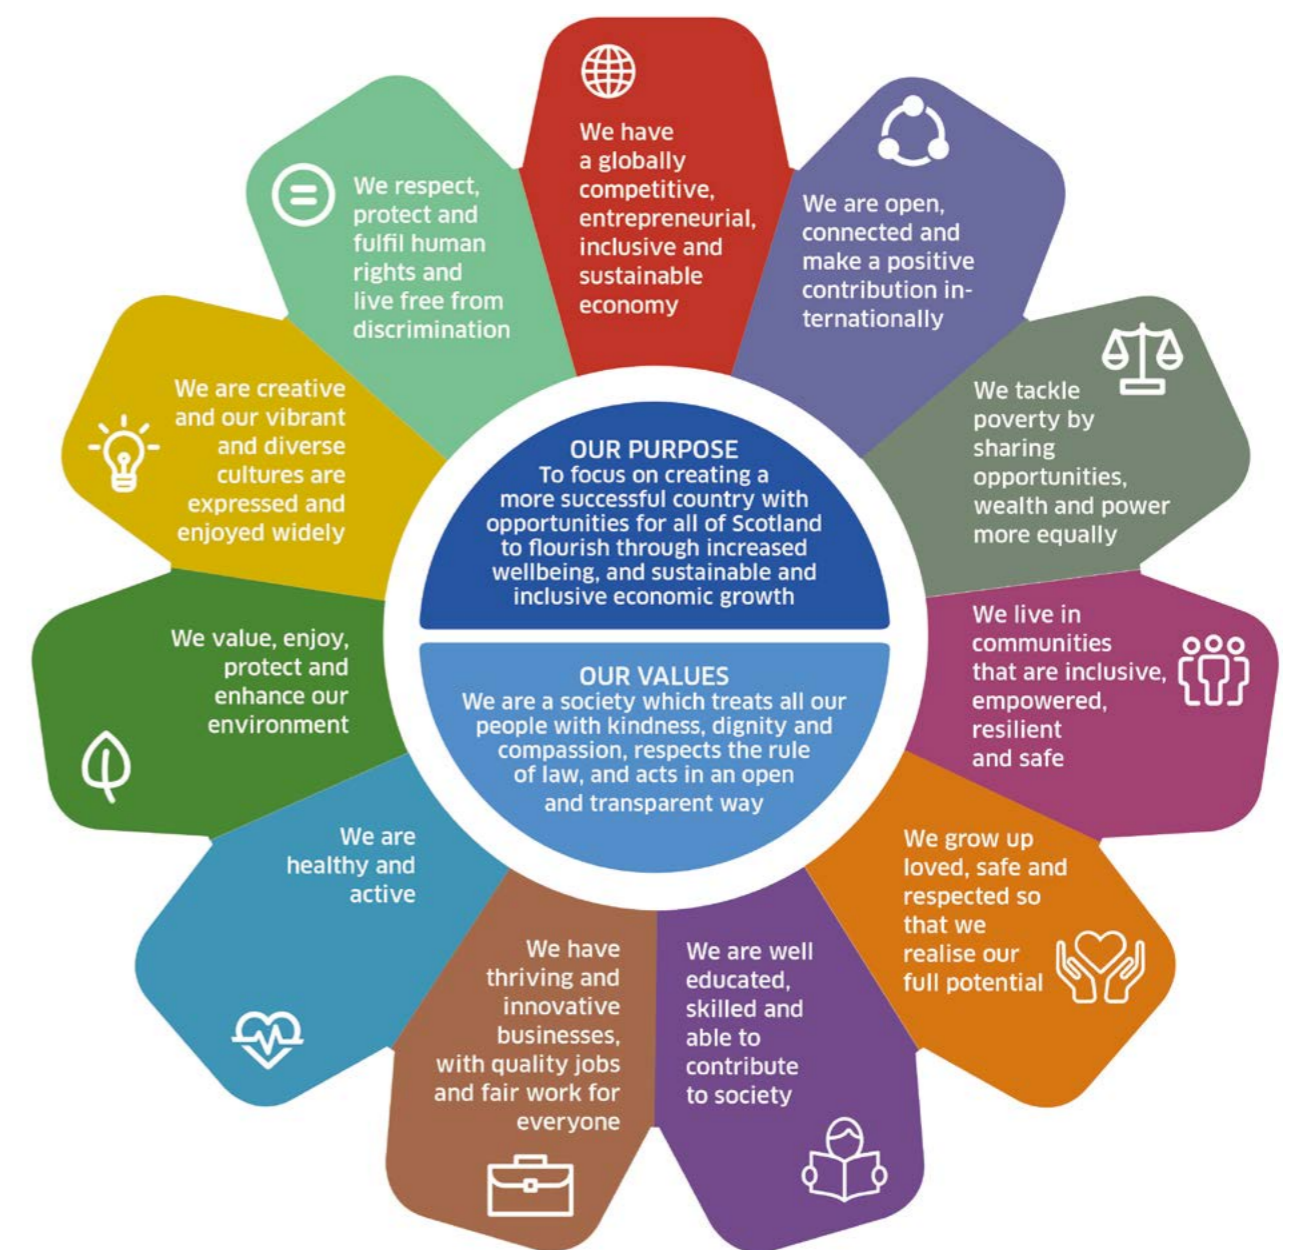 We have
a globally
competitive,
entrepreneurial,
inclusive and
sustainable
economy
We are open,
connected and
make a positive
contribution in-
ternationally
We tackle
poverty by
sharing
opportunities,
wealth and power
more equally
We live in
communities
that are inclusive,
empowered,
resilient
and safe
We grow up
loved, safe and
respected so
that we
realise our
full potential
We are well
educated,
skilled and
able to
contribute
to society
We have
thriving and
innovative
businesses,
with quality jobs
and fair work for
everyone
We are
healthy and
active
We value, enjoy,
protect and
enhance our
environment
We are creative
and our vibrant
and diverse
cultures are
expressed and
enjoyed widely
We respect,
protect and
fulfil human
rights and
live free from
discrimination
OUR PURPOSE
To focus on creating a
more successful country with
opportunities for all of Scotland
to flourish through increased
wellbeing, and sustainable and
inclusive economic growth
OUR VALUES
We are a society which treats all our
people with kindness, dignity and
compassion, respects the rule
of law, and acts in an open
and transparent way